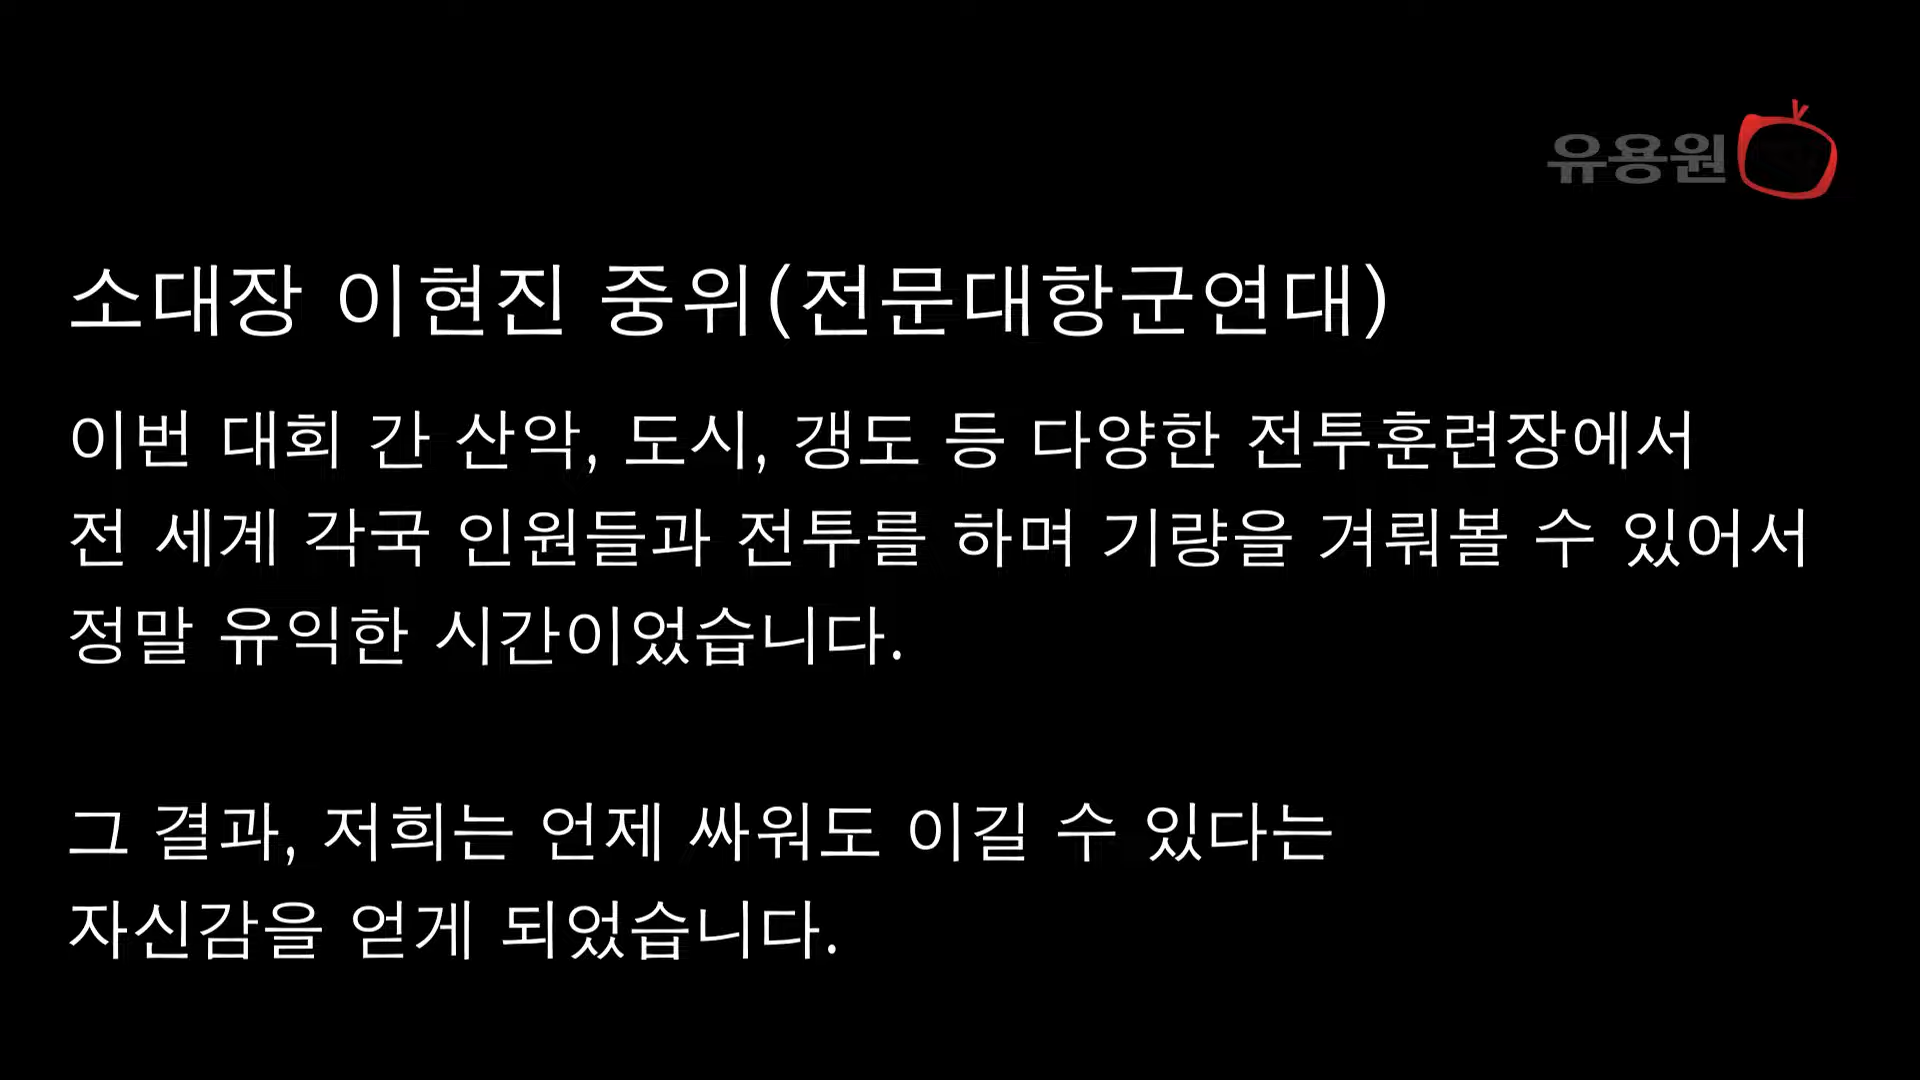 유용원
소대장 이현진 중위(전문대항군연대)
이번 대회 간 산악, 도시, 갱도 등 다양한 전투훈련장에서
전 세계 각국 인원들과 전투를 하며 기량을 겨뤄볼 수 있어서
정말 유익한 시간이었습니다.
그 결과, 저희는 언제 싸워도 이길 수 있다는
자신감을 얻게 되었습니다.